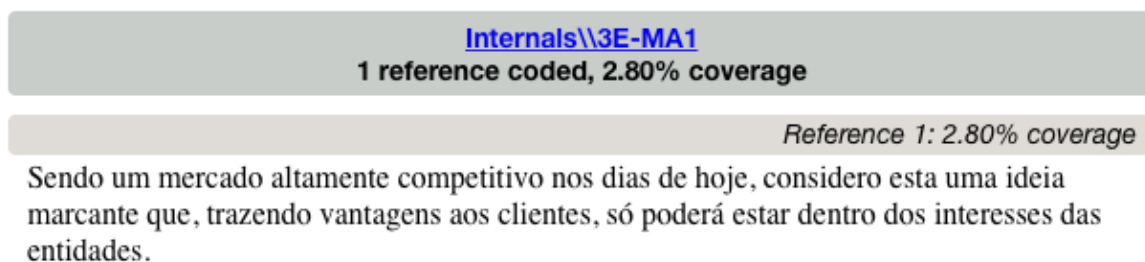 Internals\\3E-MA1
1 reference coded, 2.80% coverage
Reference 1: 2.80% coverage
Sendo um mercado altamente competitivo nos dias de hoje, considero esta uma ideia
marcante que, trazendo vantagens aos clientes, só poderá estar dentro dos interesses das
entidades.